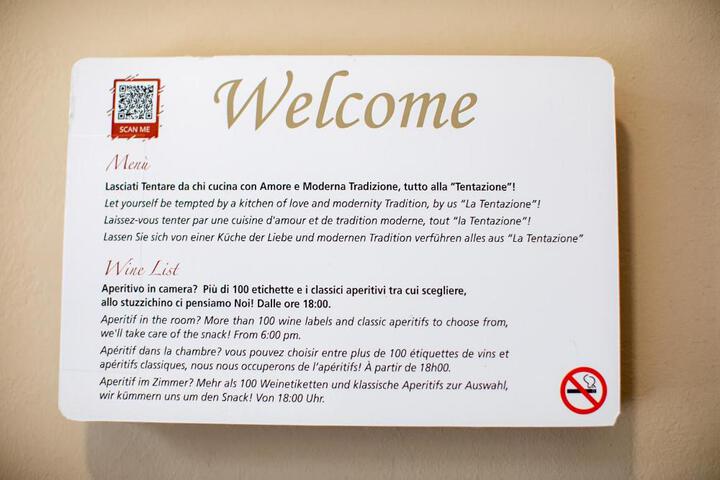 Welcome
SCAN ME
Menù
Lasciati Tentare da chi cucina con Amore e Moderna Tradizione, tutto alla "Tentazione"!
Let yourself be tempted by a kitchen of love and modernity Tradition, by us "La Tentazione"!
Laissez-vous tenter par une cuisine d'amour et de tradition moderne, tout "la Tentazione"!
Lassen Sie sich von einer Küche der Liebe und modernen Tradition verführen alles aus "La Tentazione"
Wine List
Aperitivo in camera? Più di 100 etichette e i classici aperitivi tra cui scegliere,
allo stuzzichino ci pensiamo Noi! Dalle ore 18:00.
Aperitif in the room? More than 100 wine labels and classic aperitifs to choose from,
we'll take care of the snack! From 6:00 pm.
Apéritif dans la chambre? vous pouvez choisir entre plus de 100 étiquettes de vins et
apéritifs classiques, nous nous occuperons de l'apéritifs! À partir de 18h00.
Aperitif im Zimmer? Mehr als 100 Weinetiketten und klassische Aperitifs zur Auswahl,
wir kümmern uns um den Snack! Von 18:00 Uhr.